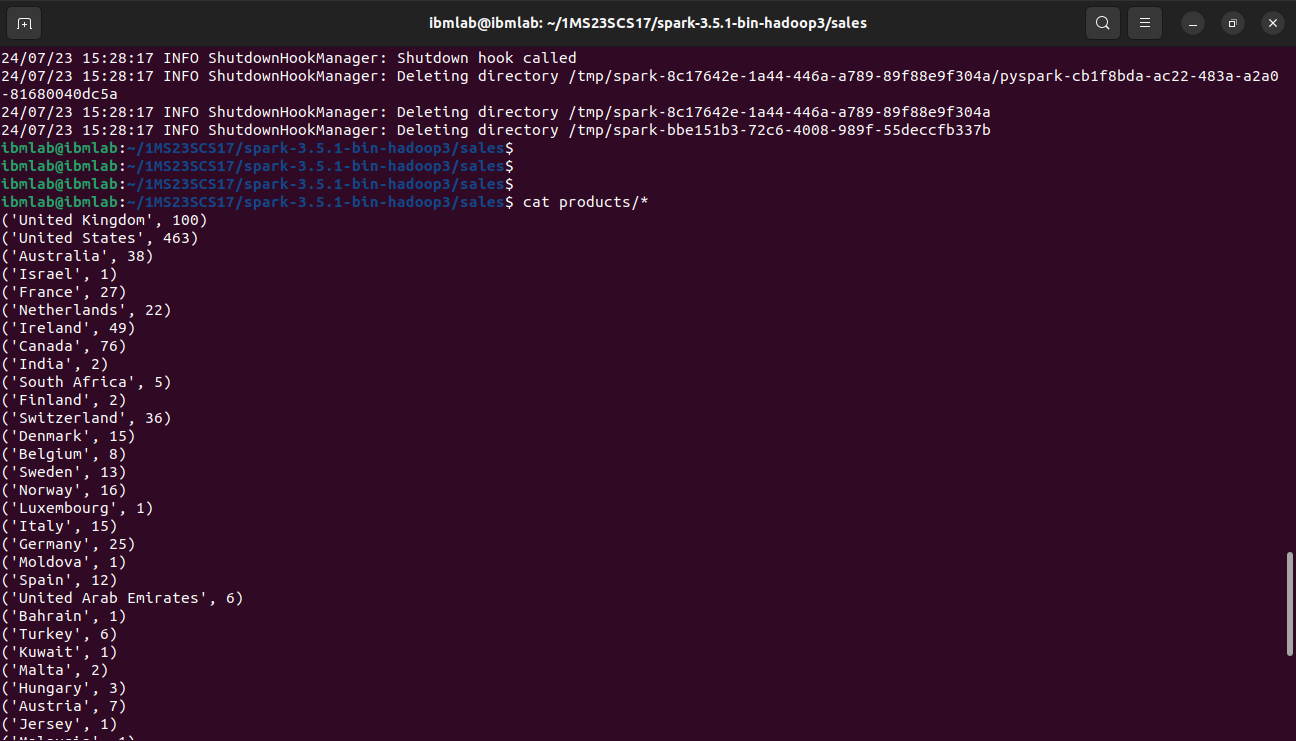 ibmlab@ibmlab: ~/1MS23SCS17/spark-3.5.1-bin-hadoop3/sales
24/07/23 15:28:17 INFO ShutdownHookManager: Shutdown hook called
24/07/23 15:28:17 INFO ShutdownHookManager: Deleting directory /tmp/spark-8c17642e-1a44-446a-a789-89f88e9f304a/pyspark-cb1f8bda-ac22-483a-a2a0
-81680040dc5a
24/07/23 15:28:17 INFO ShutdownHookManager: Deleting directory /tmp/spark-8c17642e-1a44-446a-a789-89f88e9f304a
24/07/23 15:28:17 INFO ShutdownHookManager: Deleting directory /tmp/spark-bbe151b3-72c6-4008-989f-55deccfb337b
ibmlab@ibmlab:~/1MS23SCS17/spark-3.5.1-bin-hadoop3/sales$
ibmlab@ibmlab:~/1MS23SCS17/spark-3.5.1-bin-hadoop3/sales$
ibmlab@ibmlab:~/1MS23SCS17/spark-3.5.1-bin-hadoop3/sales$
ibmlab@ibmlab:~/1MS23SCS17/spark-3.5.1-bin-hadoop3/sales$ cat products/*
('United Kingdom', 100)
('United States', 463)
('Australia', 38)
('Israel', 1)
('France', 27)
('Netherlands', 22)
('Ireland', 49)
('Canada', 76)
('India', 2)
('South Africa', 5)
('Finland', 2)
('Switzerland', 36)
('Denmark', 15)
('Belgium', 8)
('Sweden', 13)
('Norway', 16)
('Luxembourg', 1)
('Italy', 15)
('Germany', 25)
('Moldova', 1)
('Spain', 12)
('United Arab Emirates', 6)
('Bahrain', 1)
('Turkey', 6)
('Kuwait', 1)
('Malta', 2)
('Hungary', 3)
('Austria', 7)
('Jersey', 1)
('Malaysia', 1)